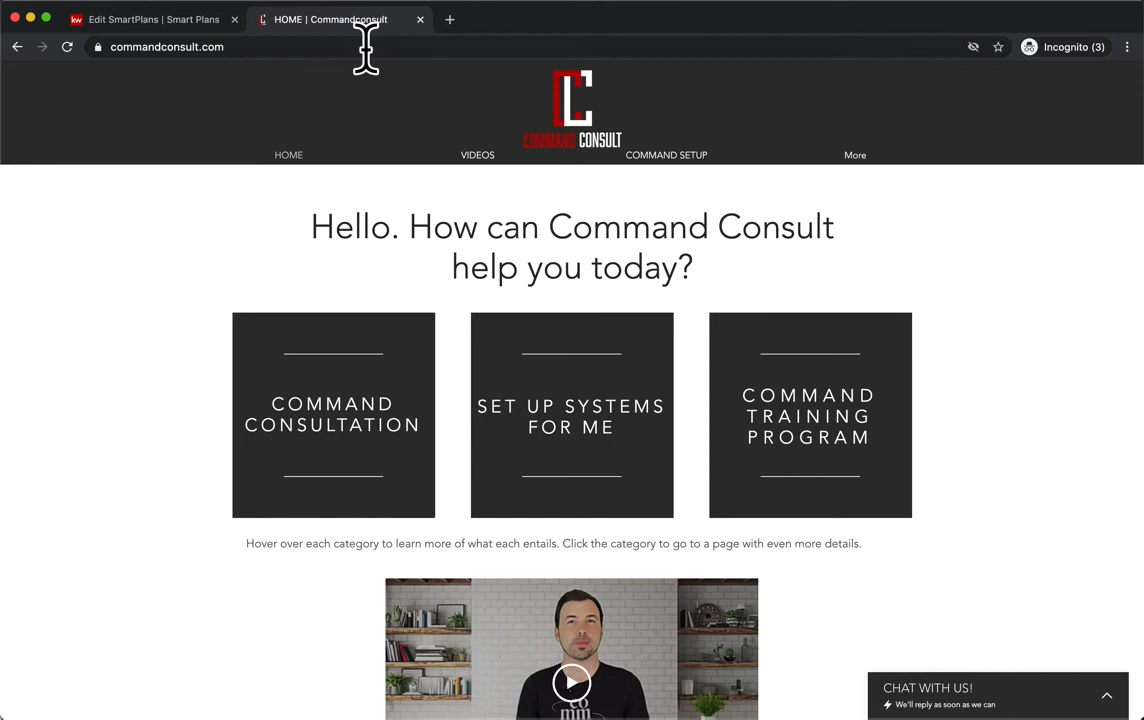 kw Edit SmartPlans | Smart Plans
HOME | Commandconsult
commandconsult.com
Incognito (3)
COMMAND CONSULT
HOME
VIDEOS
COMMAND SETUP
More
Hello. How can Command Consult
help you today?
COMMAND
CONSULTATION
SET UP SYSTEMS
FOR ME
COMMAND
TRAINING
PROGRAM
Hover over each category to learn more of what each entails. Click the category to go to a page with even more details.
CHAT WITH US!
We'll reply as soon as we can